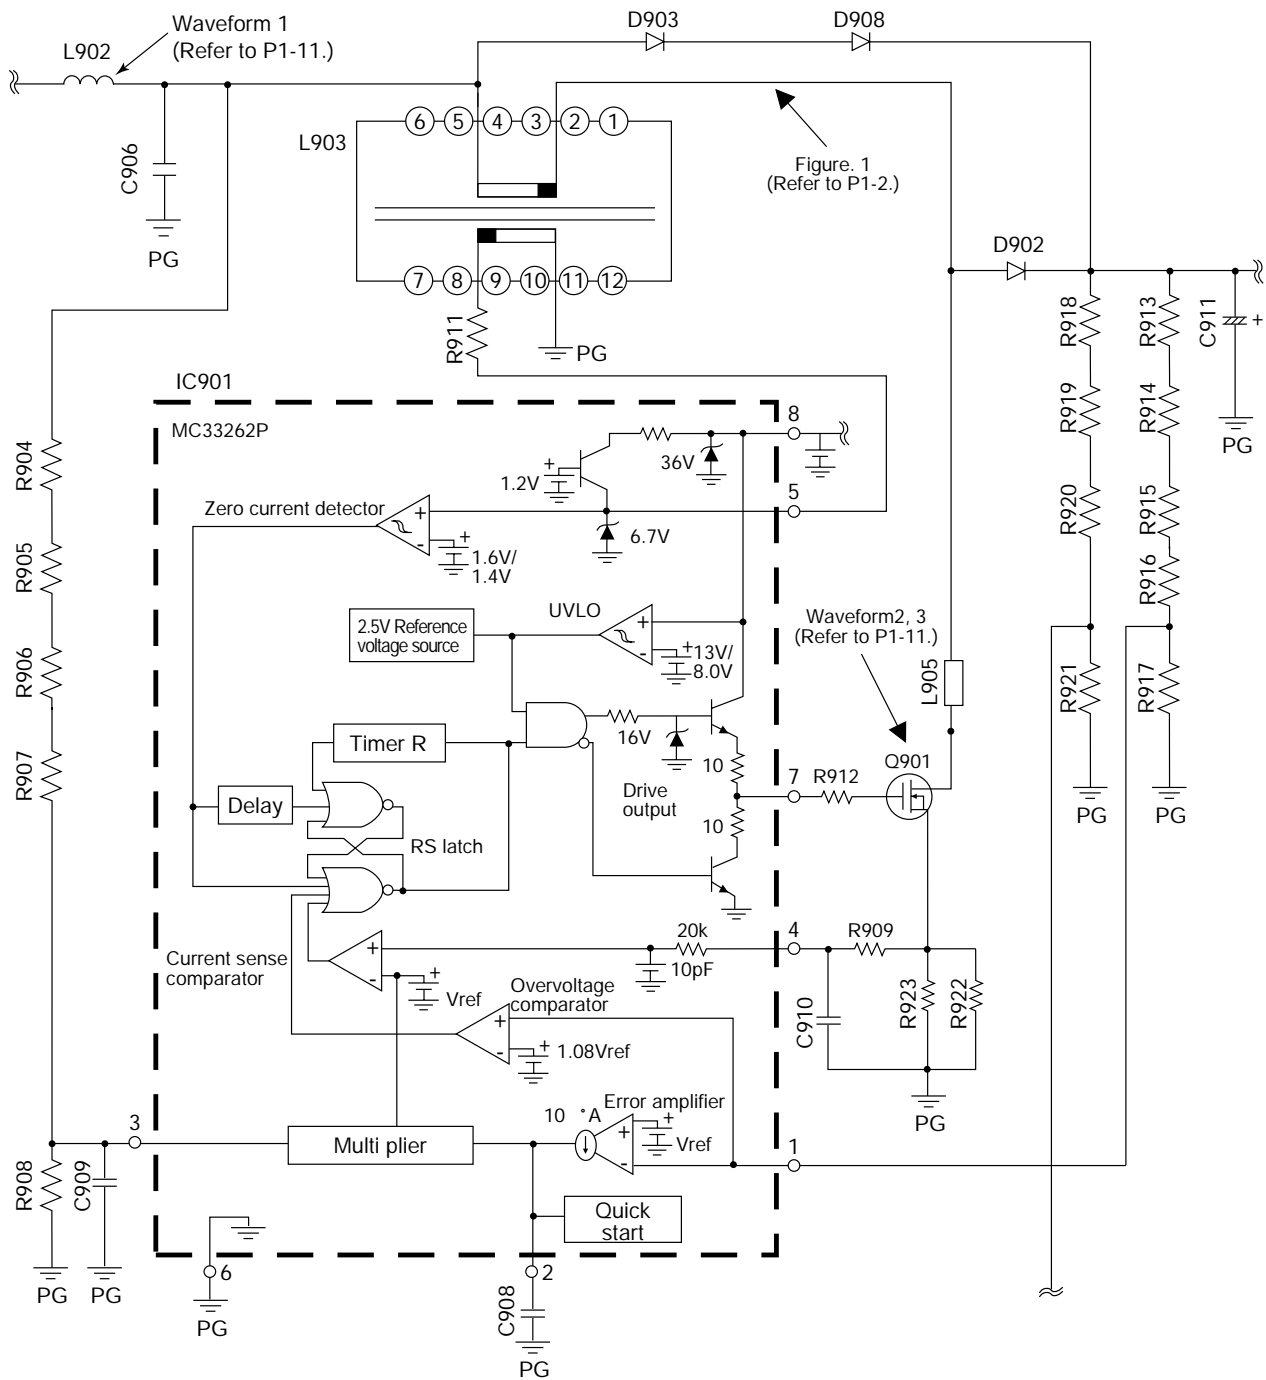 Waveform 1
(Refer to P1-11.)
L902
D903
D908
6 5 4 3 2 1
L903
C906
PG
Figure. 1
(Refer to P1-2.)
D902
7 8 9 10 11 12
R911
PG
R918
R913
C911
+
R919
R914
PG
IC901
MC33262P
8
36V
+
1.2V
5
Zero current detector
+
-
+
1.6V/
1.4V
6.7V
R904
R905
R906
R907
R920
R915
R916
UVLO
+
-
+
13V/
8.0V
2.5V Reference
voltage source
Waveform2, 3
(Refer to P1-11.)
L905
R921
R917
16V
Timer R
10
Drive
output
10
7
R912
Q901
PG
PG
Delay
RS latch
Current sense
comparator
+
-
+
Vref
20k
10pF
4
R909
C910
R923
R922
PG
Overvoltage
comparator
+
-
+
1.08Vref
3
Multi plier
10 ˚A
Error amplifier
+
-
+
Vref
1
R908
C909
PG
PG
Quick
start
6
PG
2
C908
PG